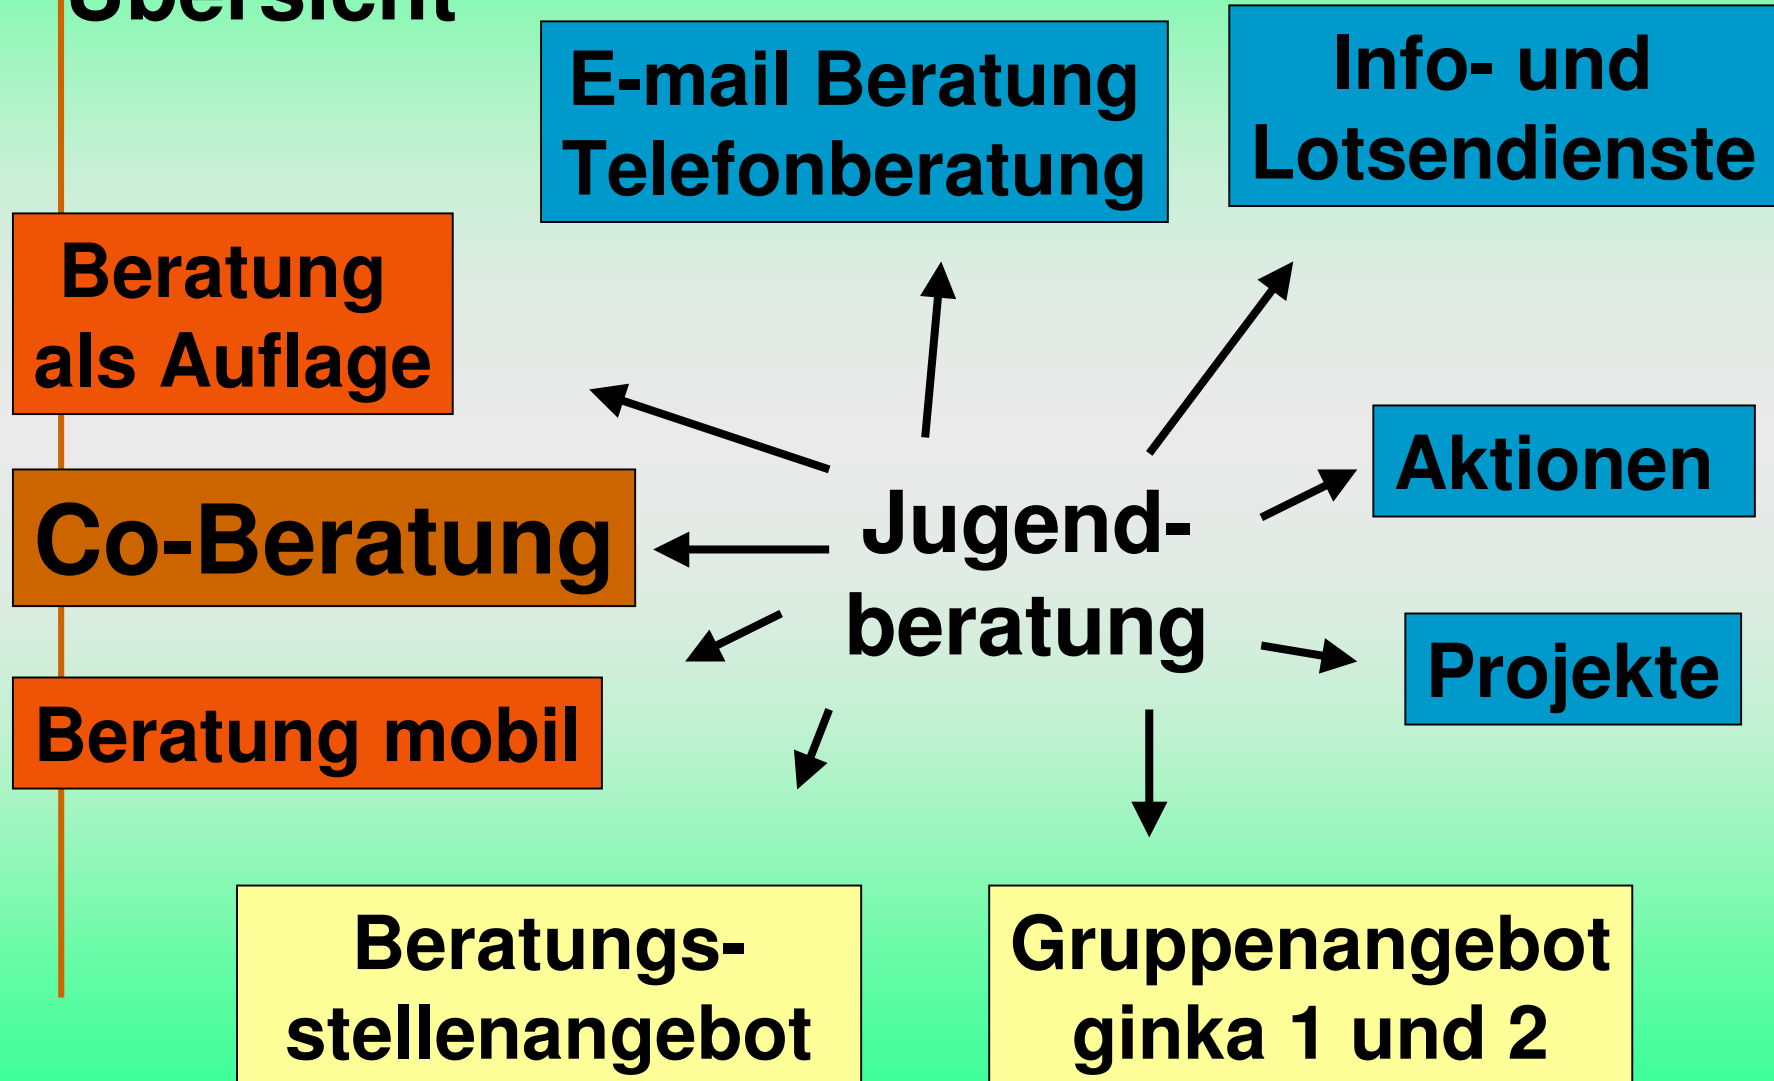 Übersicht
E-mail Beratung
Telefonberatung
Info- und
Lotsendienste
Beratung
als Auflage
Aktionen
Co-Beratung
Jugend-
beratung
Projekte
Beratung mobil
Beratungs-
stellenangebot
Gruppenangebot
ginka 1 und 2